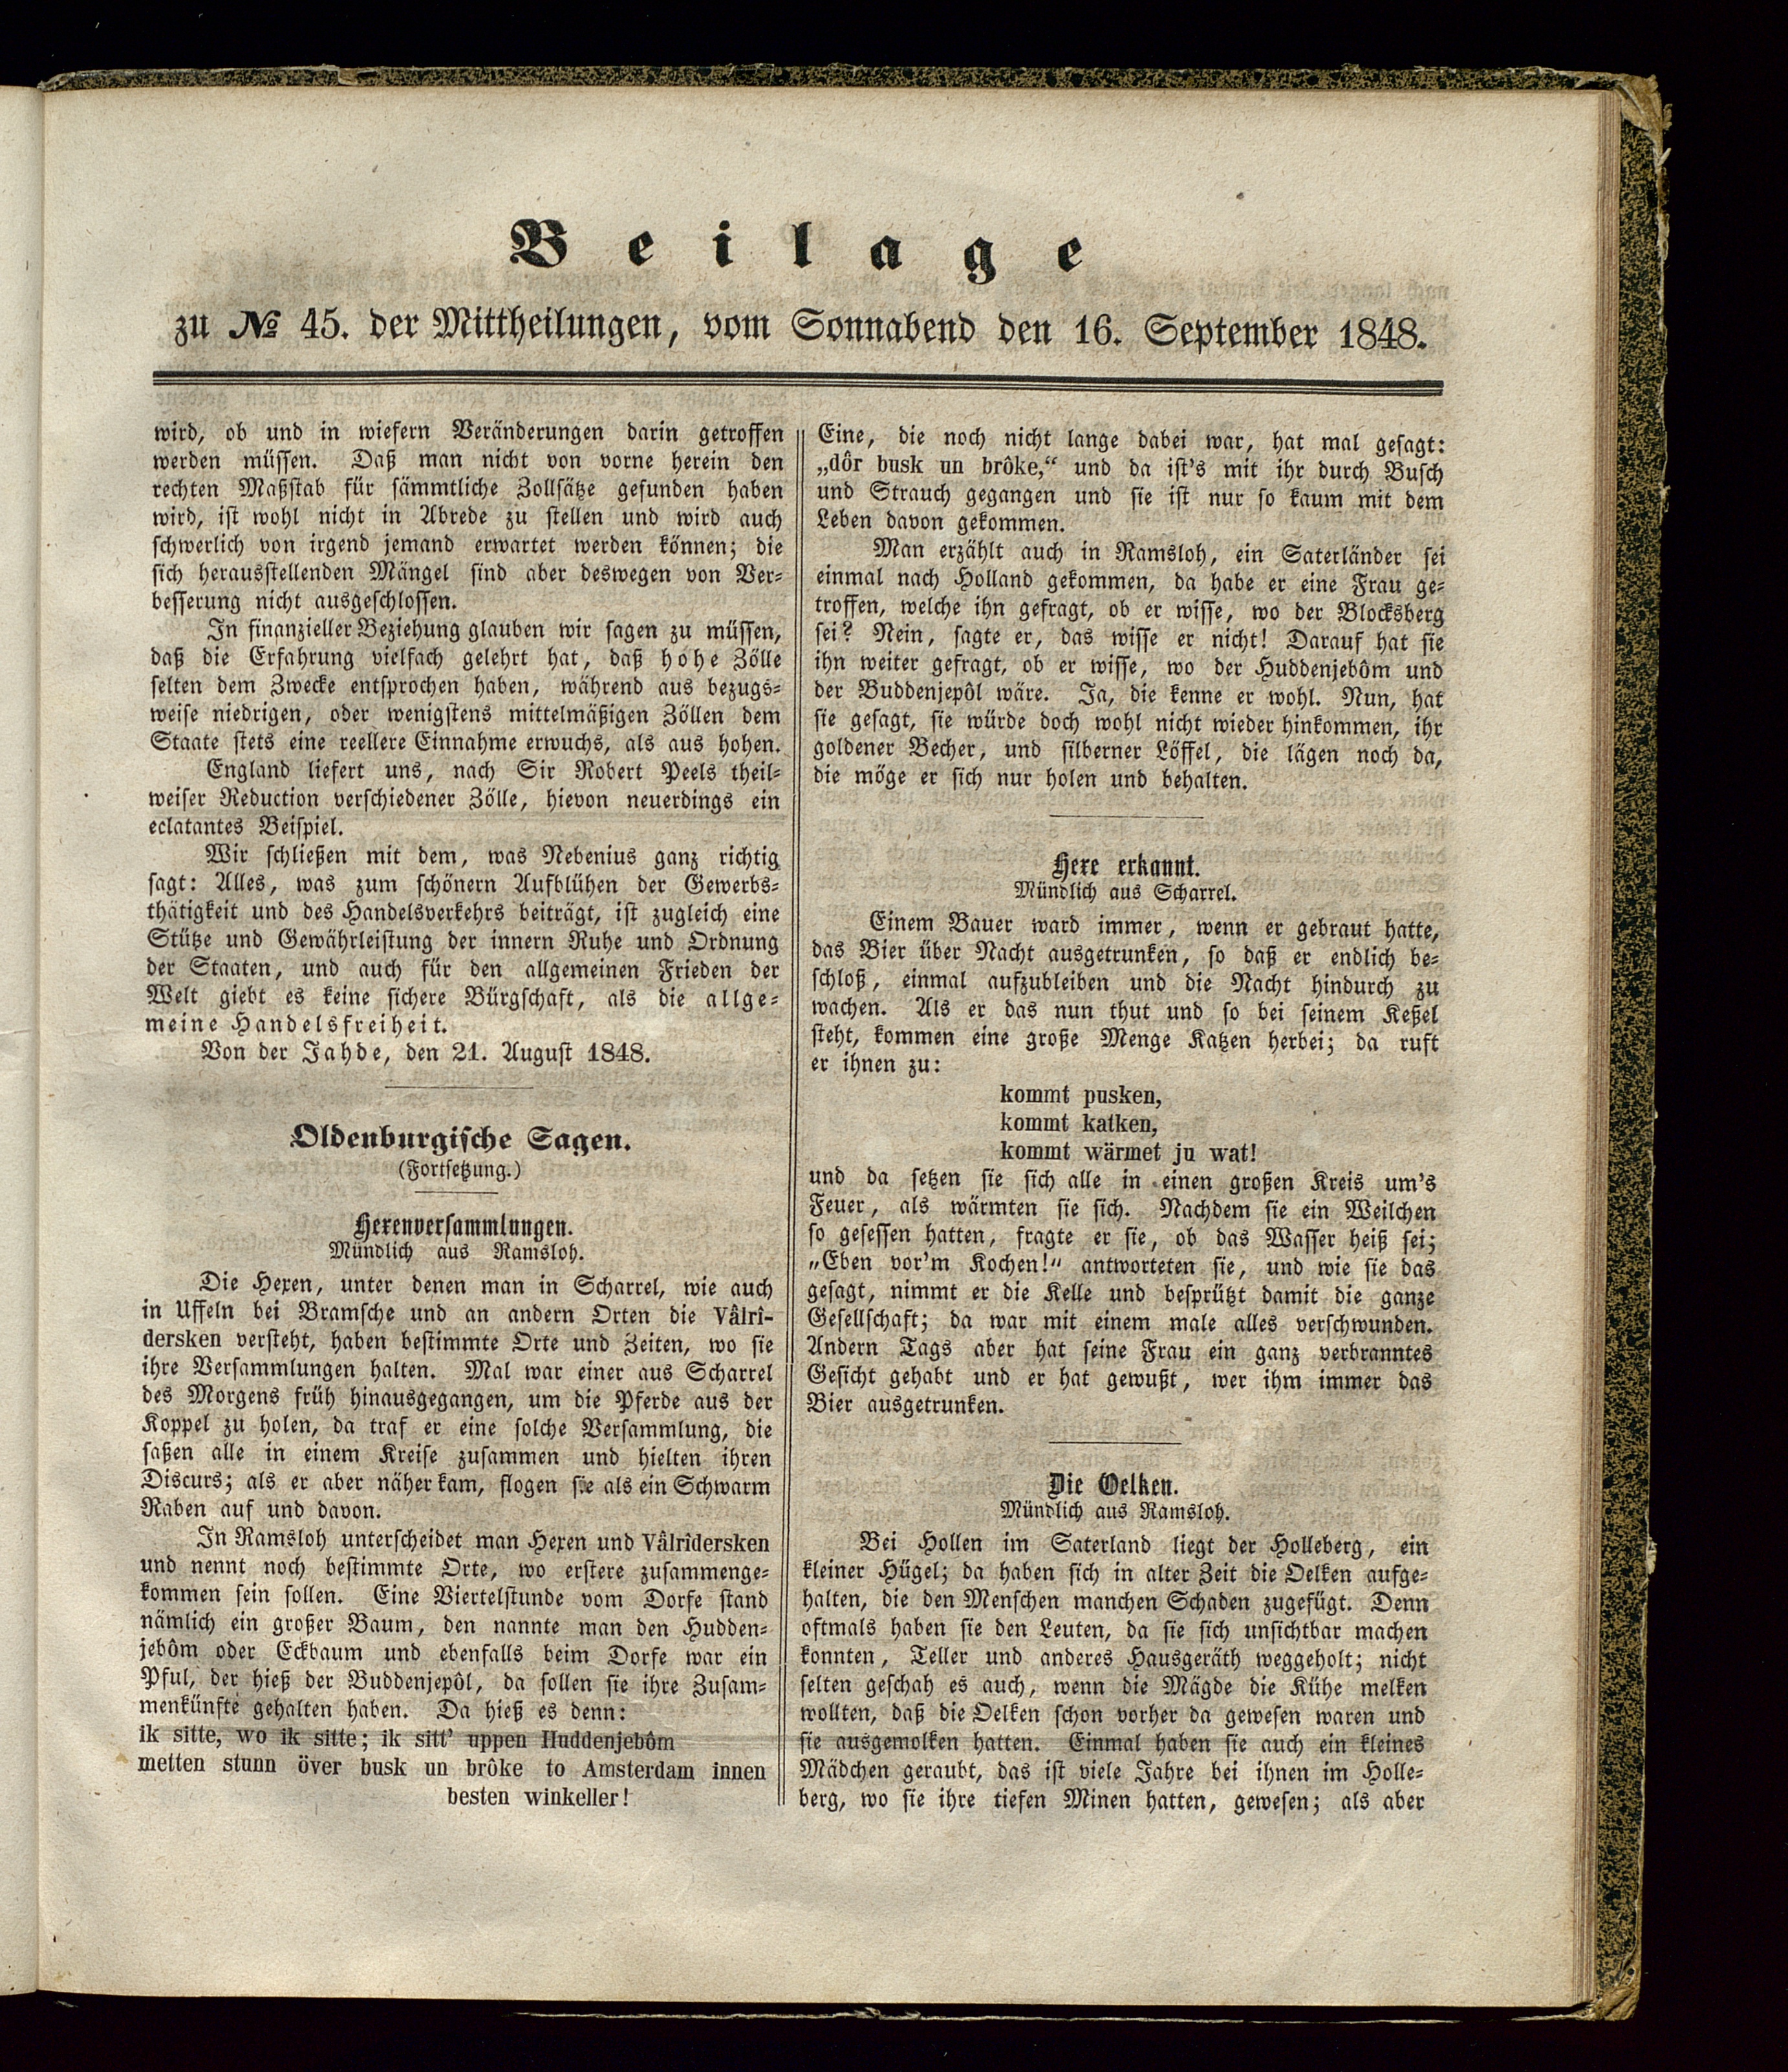 Beilage
zu № 45. der Mittheilungen, vom Sonnabend den 16. September 1848.
wird, ob und in wiefern Veränderungen darin getroffen
werden müssen. Daß man nicht von vorne herein den
rechten Maßstab für sämmtliche Zollsätze gefunden haben
wird, ist wohl nicht in Abrede zu stellen und wird auch
schwerlich von irgend jemand erwartet werden können; die
sich herausstellenden Mängel sind aber deswegen von Ver-
besserung nicht ausgeschlossen.
In finanzieller Beziehung glauben wir sagen zu müssen,
daß die Erfahrung vielfach gelehrt hat, daß hohe Zölle
selten dem Zwecke entsprochen haben, während aus bezugs-
weise niedrigen, oder wenigstens mittelmäßigen Zöllen dem
Staate stets eine reellere Einnahme erwuchs, als aus hohen.
England liefert uns, nach Sir Robert Peels theil-
weiser Reduction verschiedener Zölle, hievon neuerdings ein
eclatantes Beispiel.
Wir schließen mit dem, was Nebenius ganz richtig
sagt: Alles, was zum schönern Aufblühen der Gewerbs-
thätigkeit und des Handelsverkehrs beiträgt, ist zugleich eine
Stütze und Gewährleistung der innern Ruhe und Ordnung
der Staaten, und auch für den allgemeinen Frieden der
Welt giebt es keine sichere Bürgschaft, als die allge-
meine Handelsfreiheit.
Von der Jahde, den 21. August 1848.
Oldenburgische Sagen.
(Fortsetzung.)
Hexenversammlungen.
Mündlich aus Ramsloh.
Die Hexen, unter denen man in Scharrel, wie auch
in Uffeln bei Bramsche und an andern Orten die Vâlrî-
dersken versteht, haben bestimmte Orte und Zeiten, wo sie
ihre Versammlungen halten. Mal war einer aus Scharrel
des Morgens früh hinausgegangen, um die Pferde aus der
Koppel zu holen, da traf er eine solche Versammlung, die
saßen alle in einem Kreise zusammen und hielten ihren
Discurs; als er aber näher kam, flogen sie als ein Schwarm
Raben auf und davon.
In Ramsloh unterscheidet man Hexen und Vâlrîdersken
und nennt noch bestimmte Orte, wo erstere zusammenge-
kommen sein sollen. Eine Viertelstunde vom Dorfe stand
nämlich ein großer Baum, den nannte man den Hudden-
jebôm oder Eckbaum und ebenfalls beim Dorfe war ein
Pful, der hieß der Buddenjepôl, da sollen sie ihre Zusam-
menkünfte gehalten haben. Da hieß es denn:
ik sitte, wo ik sitte; ik sitt' uppen Huddenjebôm
metten stunn över busk un brôke to Amsterdam innen
besten winkeller!
Eine, die noch nicht lange dabei war, hat mal gesagt:
„dôr busk un brôke,“ und da ist's mit ihr durch Busch
und Strauch gegangen und sie ist nur so kaum mit dem
Leben davon gekommen.
Man erzählt auch in Ramsloh, ein Saterländer sei
einmal nach Holland gekommen, da habe er eine Frau ge-
troffen, welche ihn gefragt, ob er wisse, wo der Blocksberg
sei? Nein, sagte er, das wisse er nicht! Darauf hat sie
ihn weiter gefragt, ob er wisse, wo der Huddenjebôm und
der Buddenjepôl wäre. Ja, die kenne er wohl. Nun, hat
sie gesagt, sie würde doch wohl nicht wieder hinkommen, ihr
goldener Becher, und silberner Löffel, die lägen noch da,
die möge er sich nur holen und behalten.
Hexe erkannt.
Mündlich aus Scharrel.
Einem Bauer ward immer, wenn er gebraut hatte,
das Bier über Nacht ausgetrunken, so daß er endlich be-
schloß, einmal aufzubleiben und die Nacht hindurch zu
wachen. Als er das nun thut und so bei seinem Keßel
steht, kommen eine große Menge Katzen herbei; da ruft
er ihnen zu:
kommt pusken,
kommt katken,
kommt wärmet ju wat!
und da setzen sie sich alle in einen großen Kreis um's
Feuer, als wärmten sie sich. Nachdem sie ein Weilchen
so gesessen hatten, fragte er sie, ob das Wasser heiß sei;
„Eben vor'm Kochen!“ antworteten sie, und wie sie das
gesagt, nimmt er die Kelle und besprützt damit die ganze
Gesellschaft; da war mit einem male alles verschwunden.
Andern Tags aber hat seine Frau ein ganz verbranntes
Gesicht gehabt und er hat gewußt, wer ihm immer das
Bier ausgetrunken.
Die Oelken.
Mündlich aus Ramsloh.
Bei Hollen im Saterland liegt der Holleberg, ein
kleiner Hügel; da haben sich in alter Zeit die Oelken aufge-
halten, die den Menschen manchen Schaden zugefügt. Denn
oftmals haben sie den Leuten, da sie sich unsichtbar machen
konnten, Teller und anderes Hausgeräth weggeholt; nicht
selten geschah es auch, wenn die Mägde die Kühe melken
wollten, daß die Oelken schon vorher da gewesen waren und
sie ausgemolken hatten. Einmal haben sie auch ein kleines
Mädchen geraubt, das ist viele Jahre bei ihnen im Holle-
berg, wo sie ihre tiefen Minen hatten, gewesen; als aber